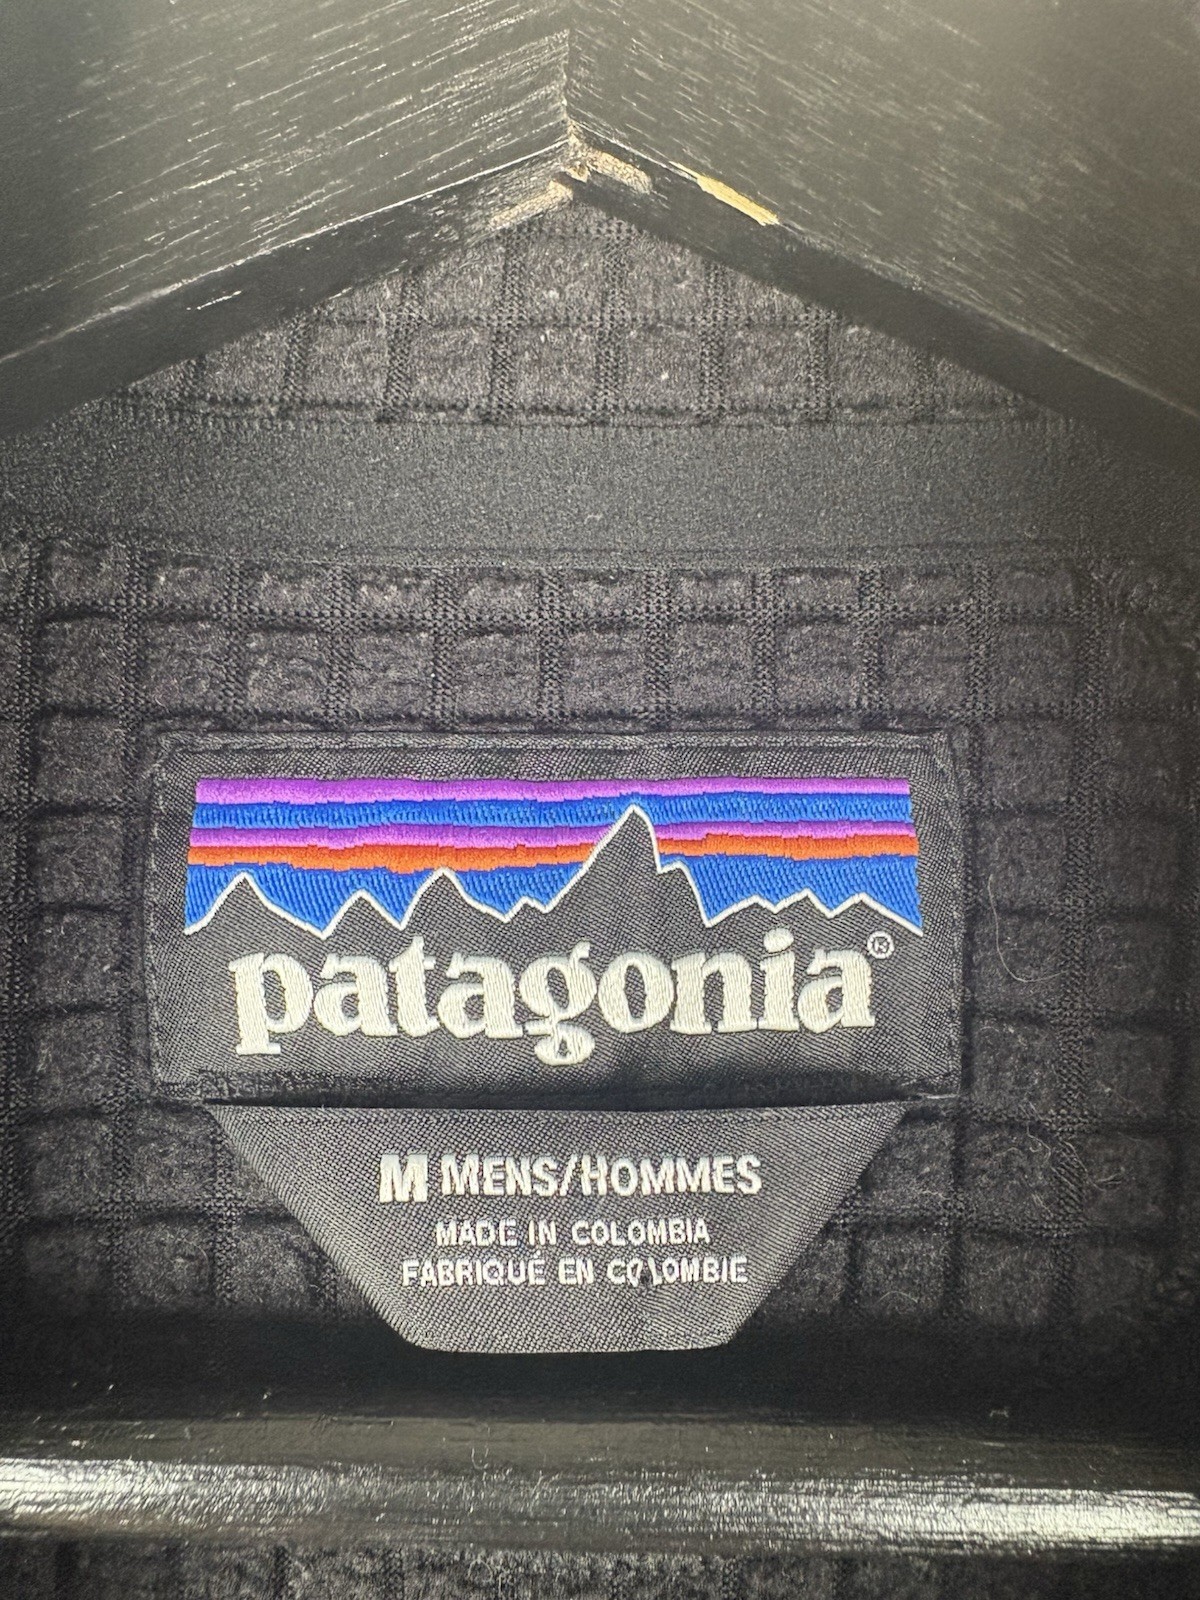 patagonia®
M MENS/HOMMES
MADE IN COLOMBIA
FABRIQUÉ EN COLOMBIE